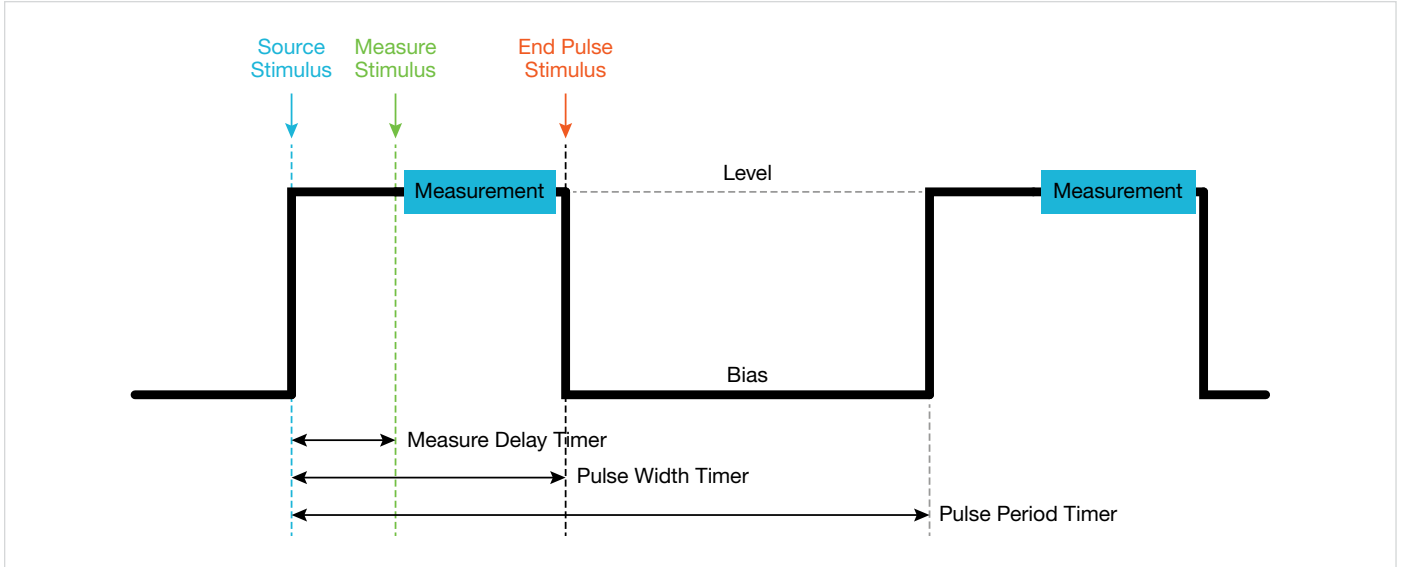 Source
Stimulus
Measure
Stimulus
End Pulse
Stimulus
Level
Measurement
Measurement
Bias
Measure Delay Timer
Pulse Width Timer
Pulse Period Timer